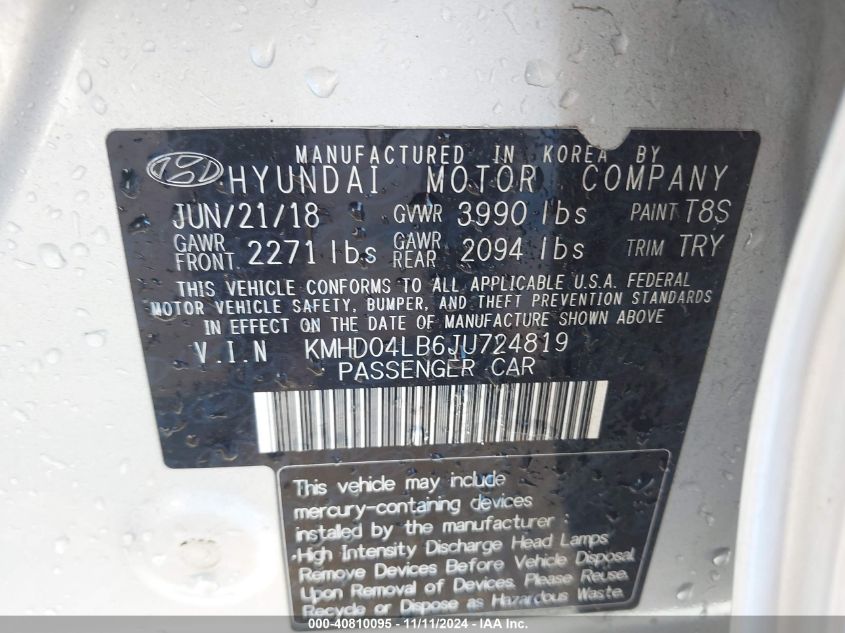 MANUFACTURED IN KOREA BY
HYUNDAI MOTOR COMPANY
JUN/21/18 GVWR 3990 lbs PAINT T8S
GAWR FRONT 2271 lbs GAWR REAR 2094 lbs TRIM TRY
THIS VEHICLE CONFORMS TO ALL APPLICABLE U.S.A. FEDERAL
MOTOR VEHICLE SAFETY, BUMPER, AND THEFT PREVENTION STANDARDS
IN EFFECT ON THE DATE OF MANUFACTURE SHOWN ABOVE
V.I.N KMHD04LB6JU724819
PASSENGER CAR
This vehicle may include
mercury-containing devices
installed by the manufacturer :
·High Intensity Discharge Head Lamps
Remove Devices Before Vehicle Disposal.
Upon Removal of Devices, Please Reuse,
Recycle or Dispose as Hazardous Waste.
000-40810095 - 11/11/2024 - IAA Inc.